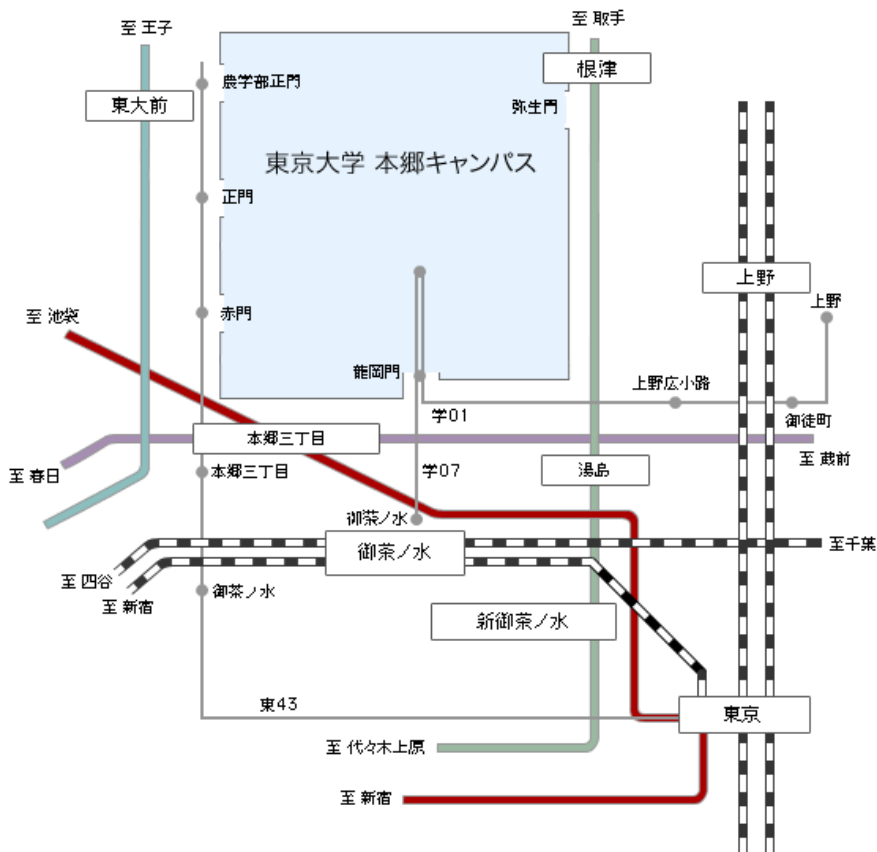 至 王子
至 取手
根津
農学部正門
東大前
弥生門
東京大学 本郷キャンパス
正門
上野
上野
至 池袋
赤門
龍岡門
上野広小路
学01
御徒町
本郷三丁目
至 蔵前
至 春日
本郷三丁目
学07
湯島
御茶ノ水
御茶ノ水
至千葉
至 四谷
御茶ノ水
至 新宿
新御茶ノ水
東43
東京
至 代々木上原
至 新宿